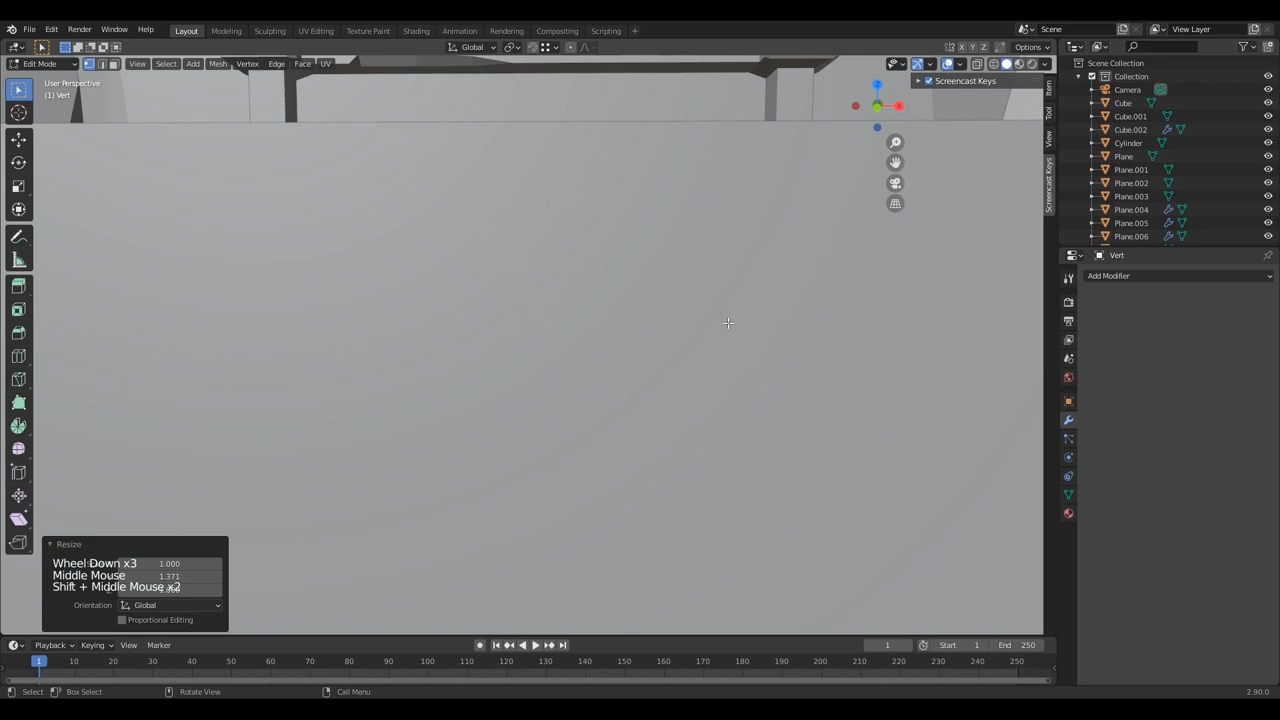 File Edit Render Window Help Layout Modeling Sculpting UV Editing Texture Paint Shading Animation Rendering Compositing Scripting + Scene View Layer
Global X Y Z Options
Edit Mode View Select Add Mesh Vertex Edge Face UV
User Perspective
(1) Vert
Screencast Keys
Z
X
Item
Tool
View
Screencast Keys
Scene Collection
Collection
Camera
Cube
Cube.001
Cube.002
Cylinder
Plane
Plane.001
Plane.002
Plane.003
Plane.004
Plane.005
Plane.006
Vert
Add Modifier
Resize
Wheel Down x3 1.000
Middle Mouse 1.371
Shift + Middle Mouse x2
Orientation Global
Proportional Editing
Playback Keying View Marker 1 Start 1 End 250
1 10 20 30 40 50 60 70 80 90 100 110 120 130 140 150 160 170 180 190 200 210 220 230 240 250
Select Box Select Rotate View Call Menu 2.90.0